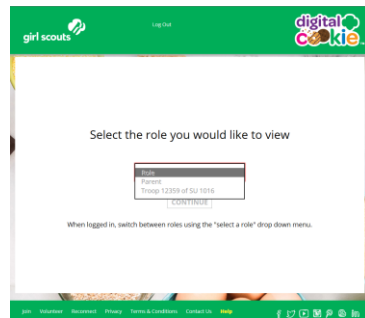 girl scouts
Log Out
digital
cookie
Select the role you would like to view
Role
Parent
Troop 12359 of SU 1016
CONTINUE
When logged in, switch between roles using the "select a role" drop down menu.
Join Volunteer Reconnect Privacy Terms & Conditions Contact Us Help